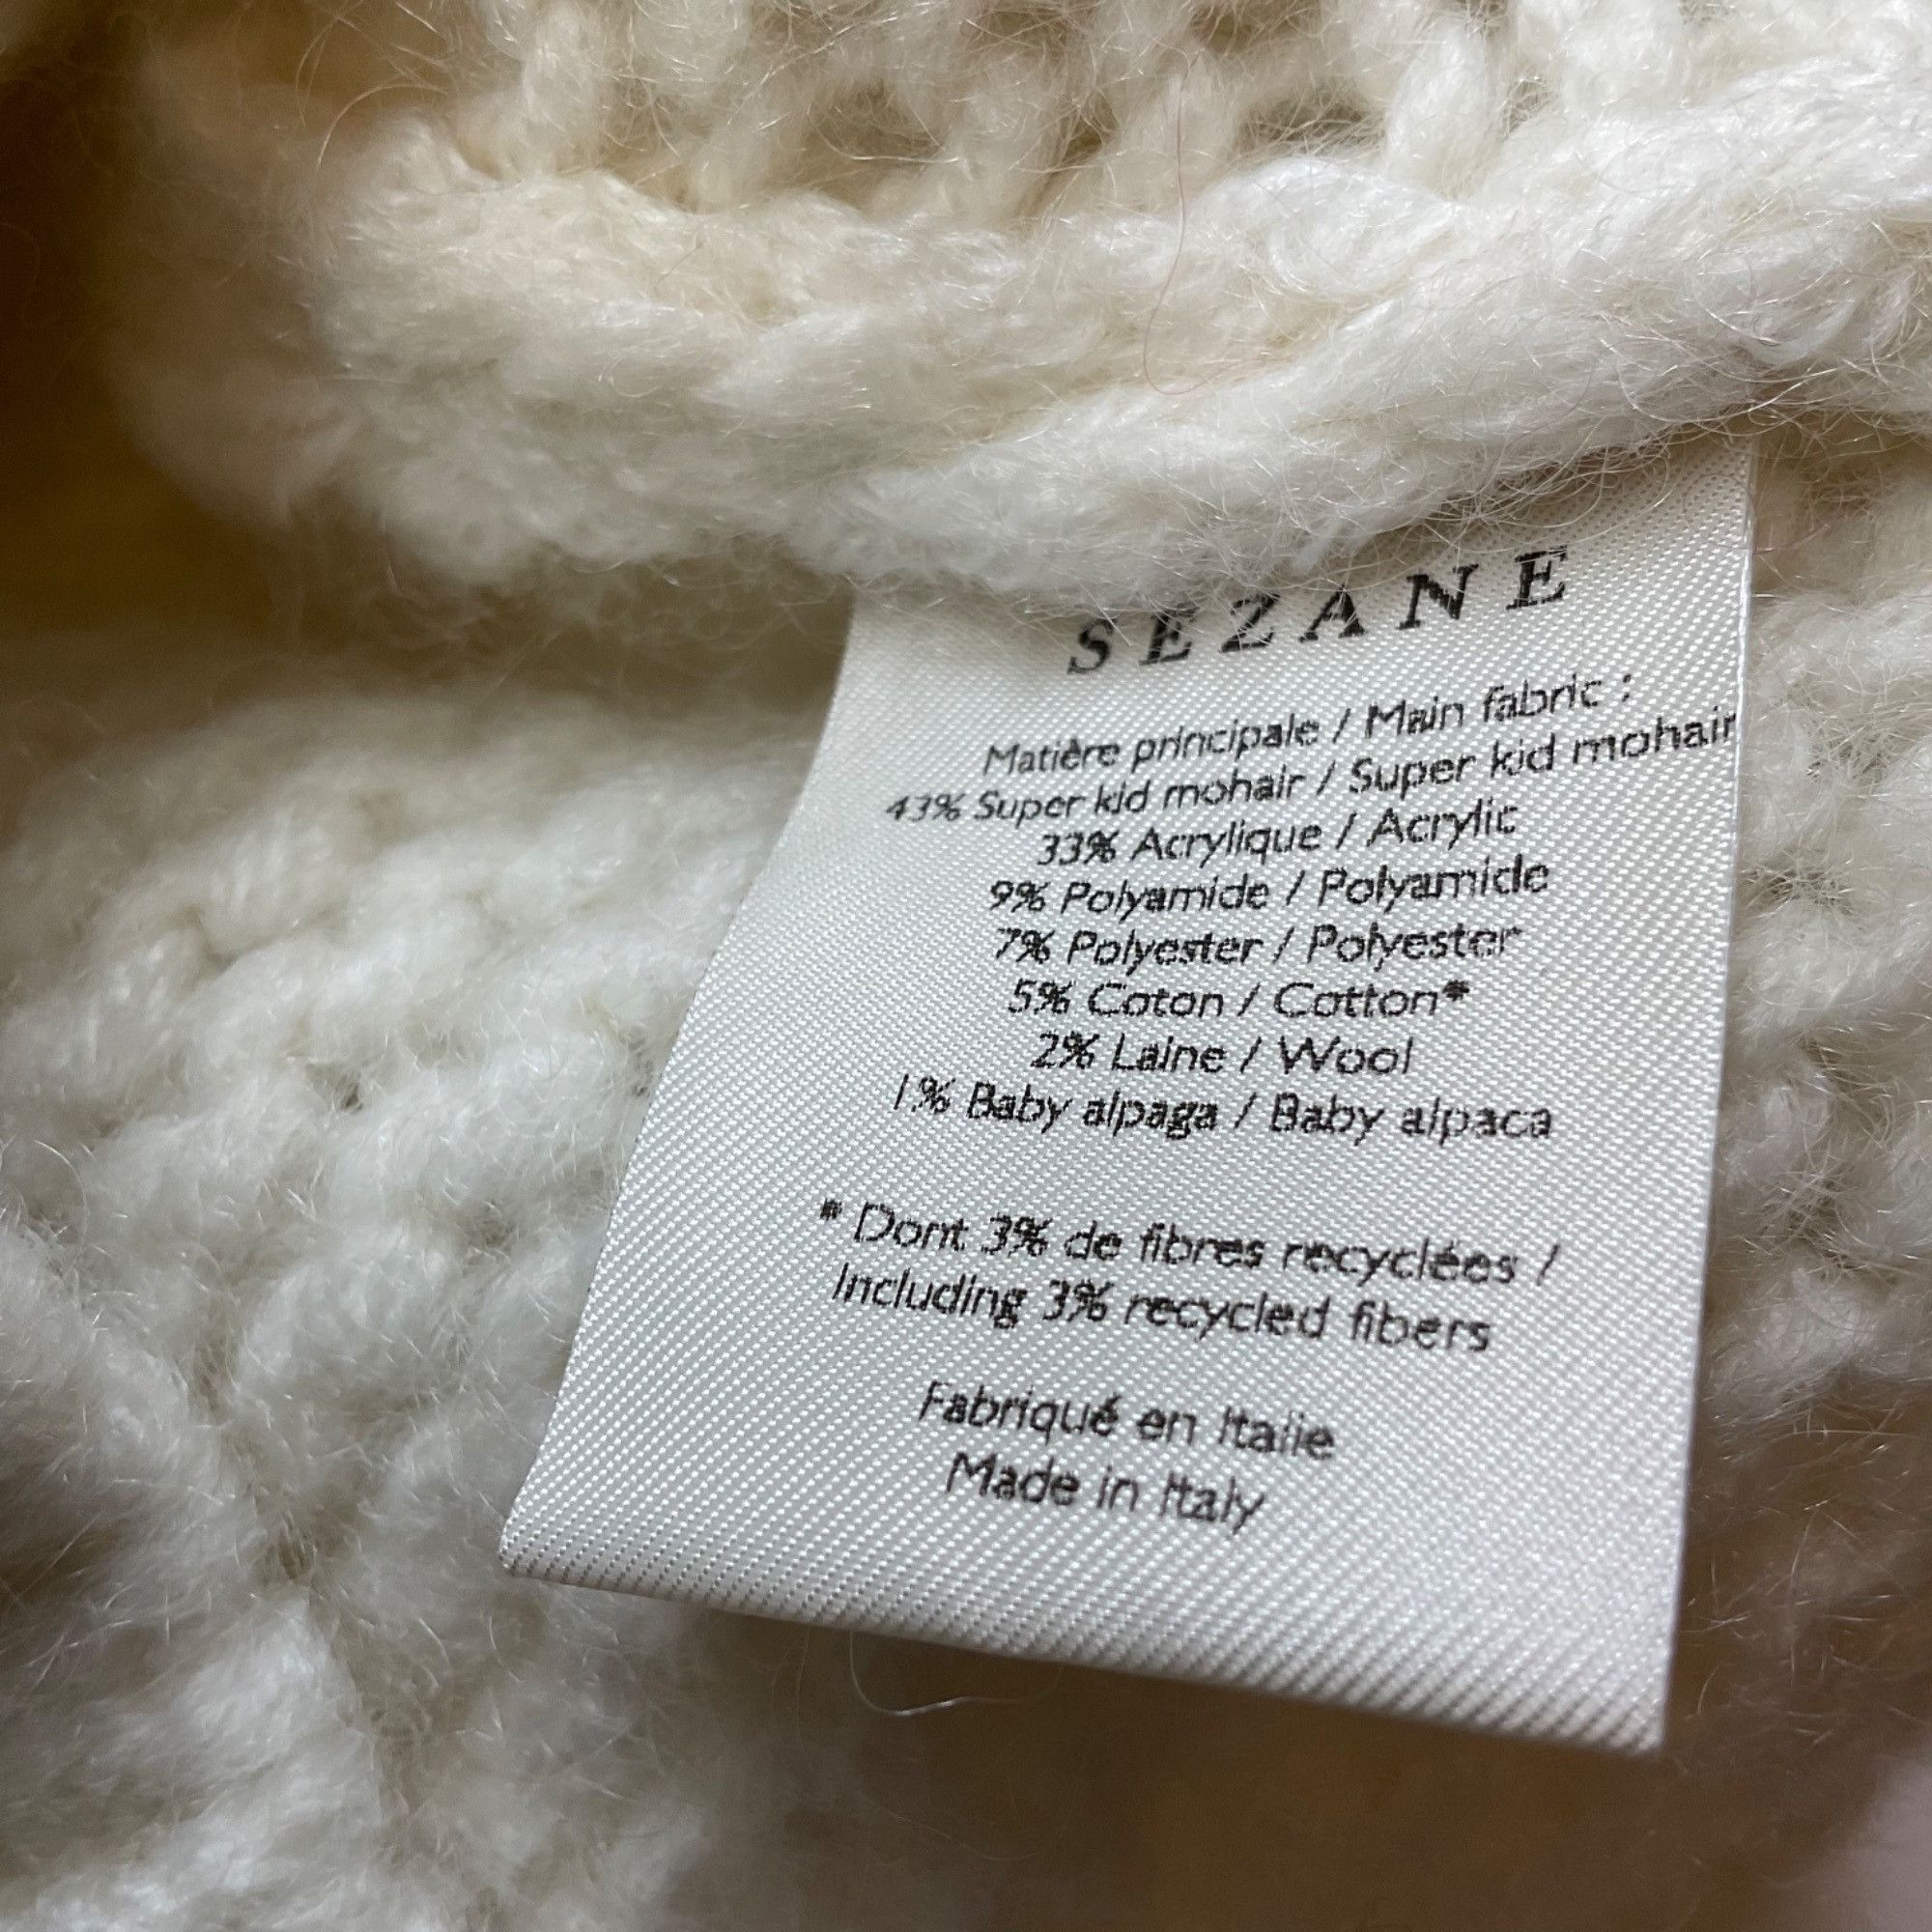 SEZANE
Matière principale / Main fabric :
43% Super kid mohair / Super kid mohair
33% Acrylique / Acrylic
9% Polyamide / Polyamide
7% Polyester / Polyester
5% Coton / Cotton*
2% Laine / Wool
1% Baby alpaga / Baby alpaca
* Dont 3% de fibres recyclées /
Including 3% recycled fibers
Fabriqué en Italie
Made in Italy